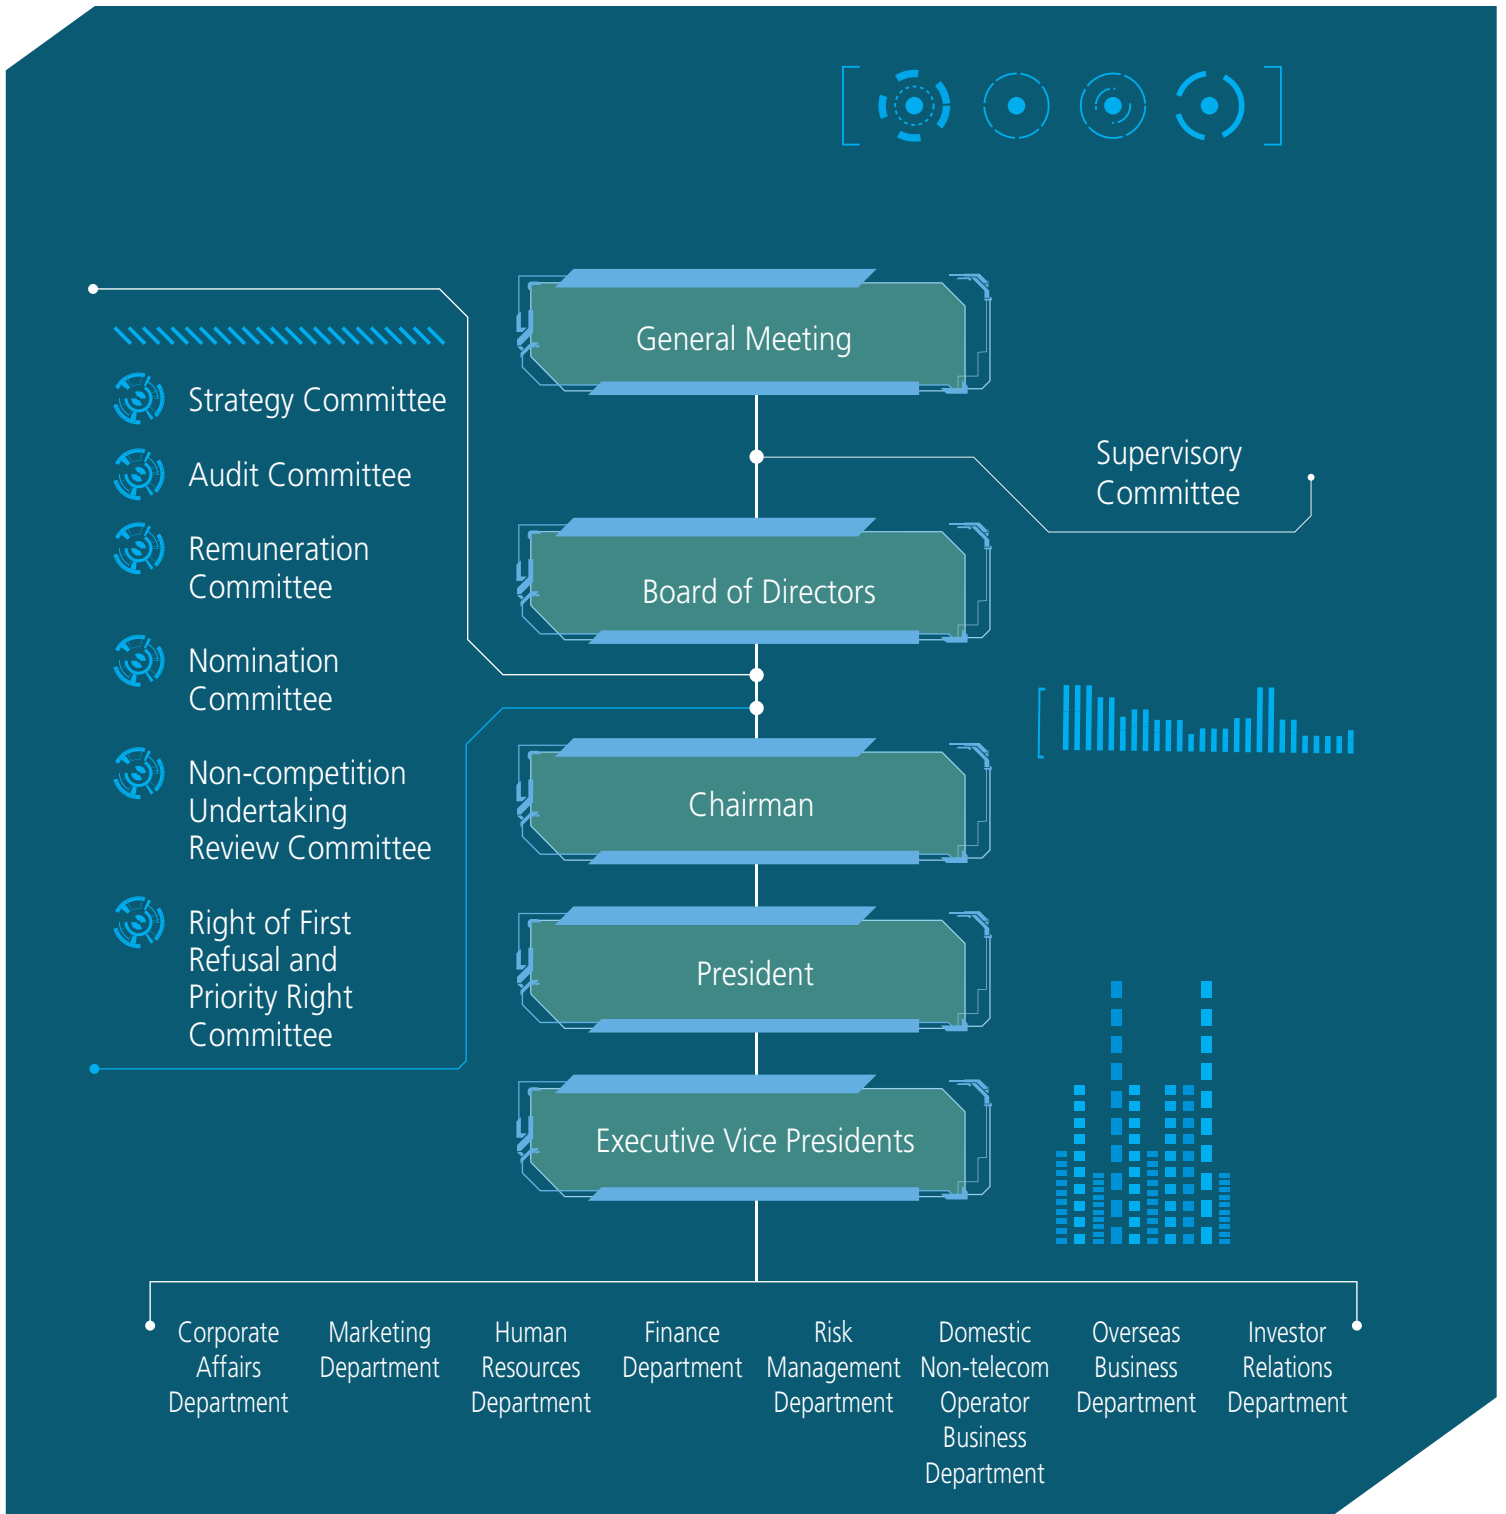 General Meeting
Supervisory
Committee
Board of Directors
Strategy Committee
Audit Committee
Remuneration
Committee
Nomination
Committee
Non-competition
Undertaking
Review Committee
Right of First
Refusal and
Priority Right
Committee
Chairman
President
Executive Vice Presidents
Corporate
Affairs
Department
Marketing
Department
Human
Resources
Department
Finance
Department
Risk
Management
Department
Domestic
Non-telecom
Operator
Business
Department
Overseas
Business
Department
Investor
Relations
Department